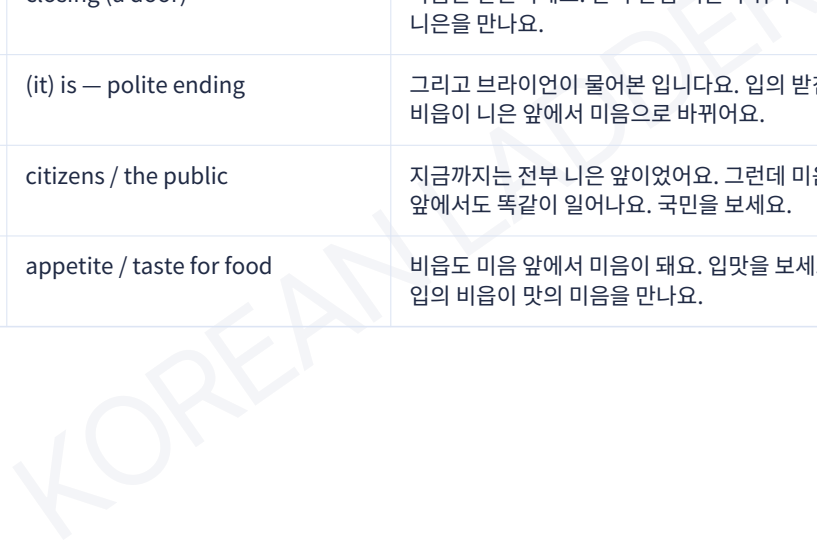 니은을 만나요.
(it) is — polite ending
그리고 브라이언이 물어본 입니다요. 입의
비읍이 니은 앞에서 미음으로 바뀌어요.
citizens / the public
지금까지는 전부 니은 앞이었어요. 그런데
앞에서도 똑같이 일어나요. 국민을 보세요.
appetite / taste for food
비읍도 미음 앞에서 미음이 돼요. 입맛을
입의 비읍이 맛의 미음을 만나요.
KOREAN LADDER